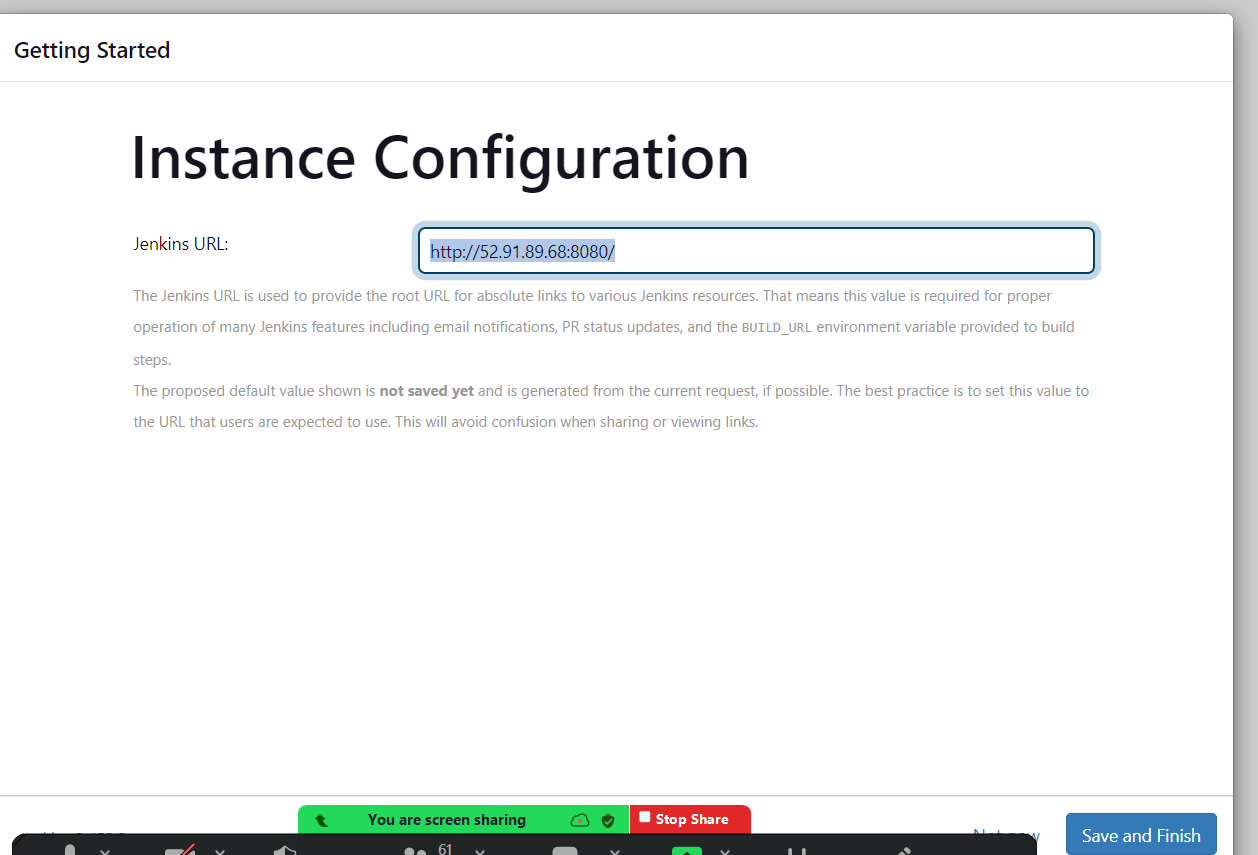 Getting Started
Instance Configuration
Jenkins URL:
http://52.91.89.68:8080/
The Jenkins URL is used to provide the root URL for absolute links to various Jenkins resources. That means this value is required for proper
operation of many Jenkins features including email notifications, PR status updates, and the BUILD_URL environment variable provided to build
steps.
The proposed default value shown is not saved yet and is generated from the current request, if possible. The best practice is to set this value to
the URL that users are expected to use. This will avoid confusion when sharing or viewing links.
You are screen sharing
Stop Share
Not now
Save and Finish
61